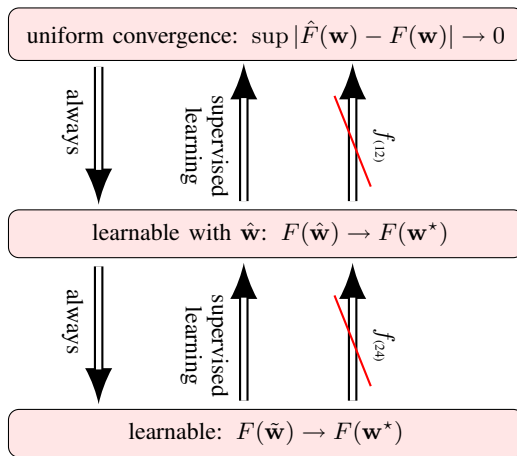 uniform convergence: sup |F̂(w) − F(w)| → 0
always
supervised
learning
f(12)
learnable with ŵ: F(ŵ) → F(w⋆)
always
supervised
learning
f(24)
learnable: F(w̃) → F(w⋆)